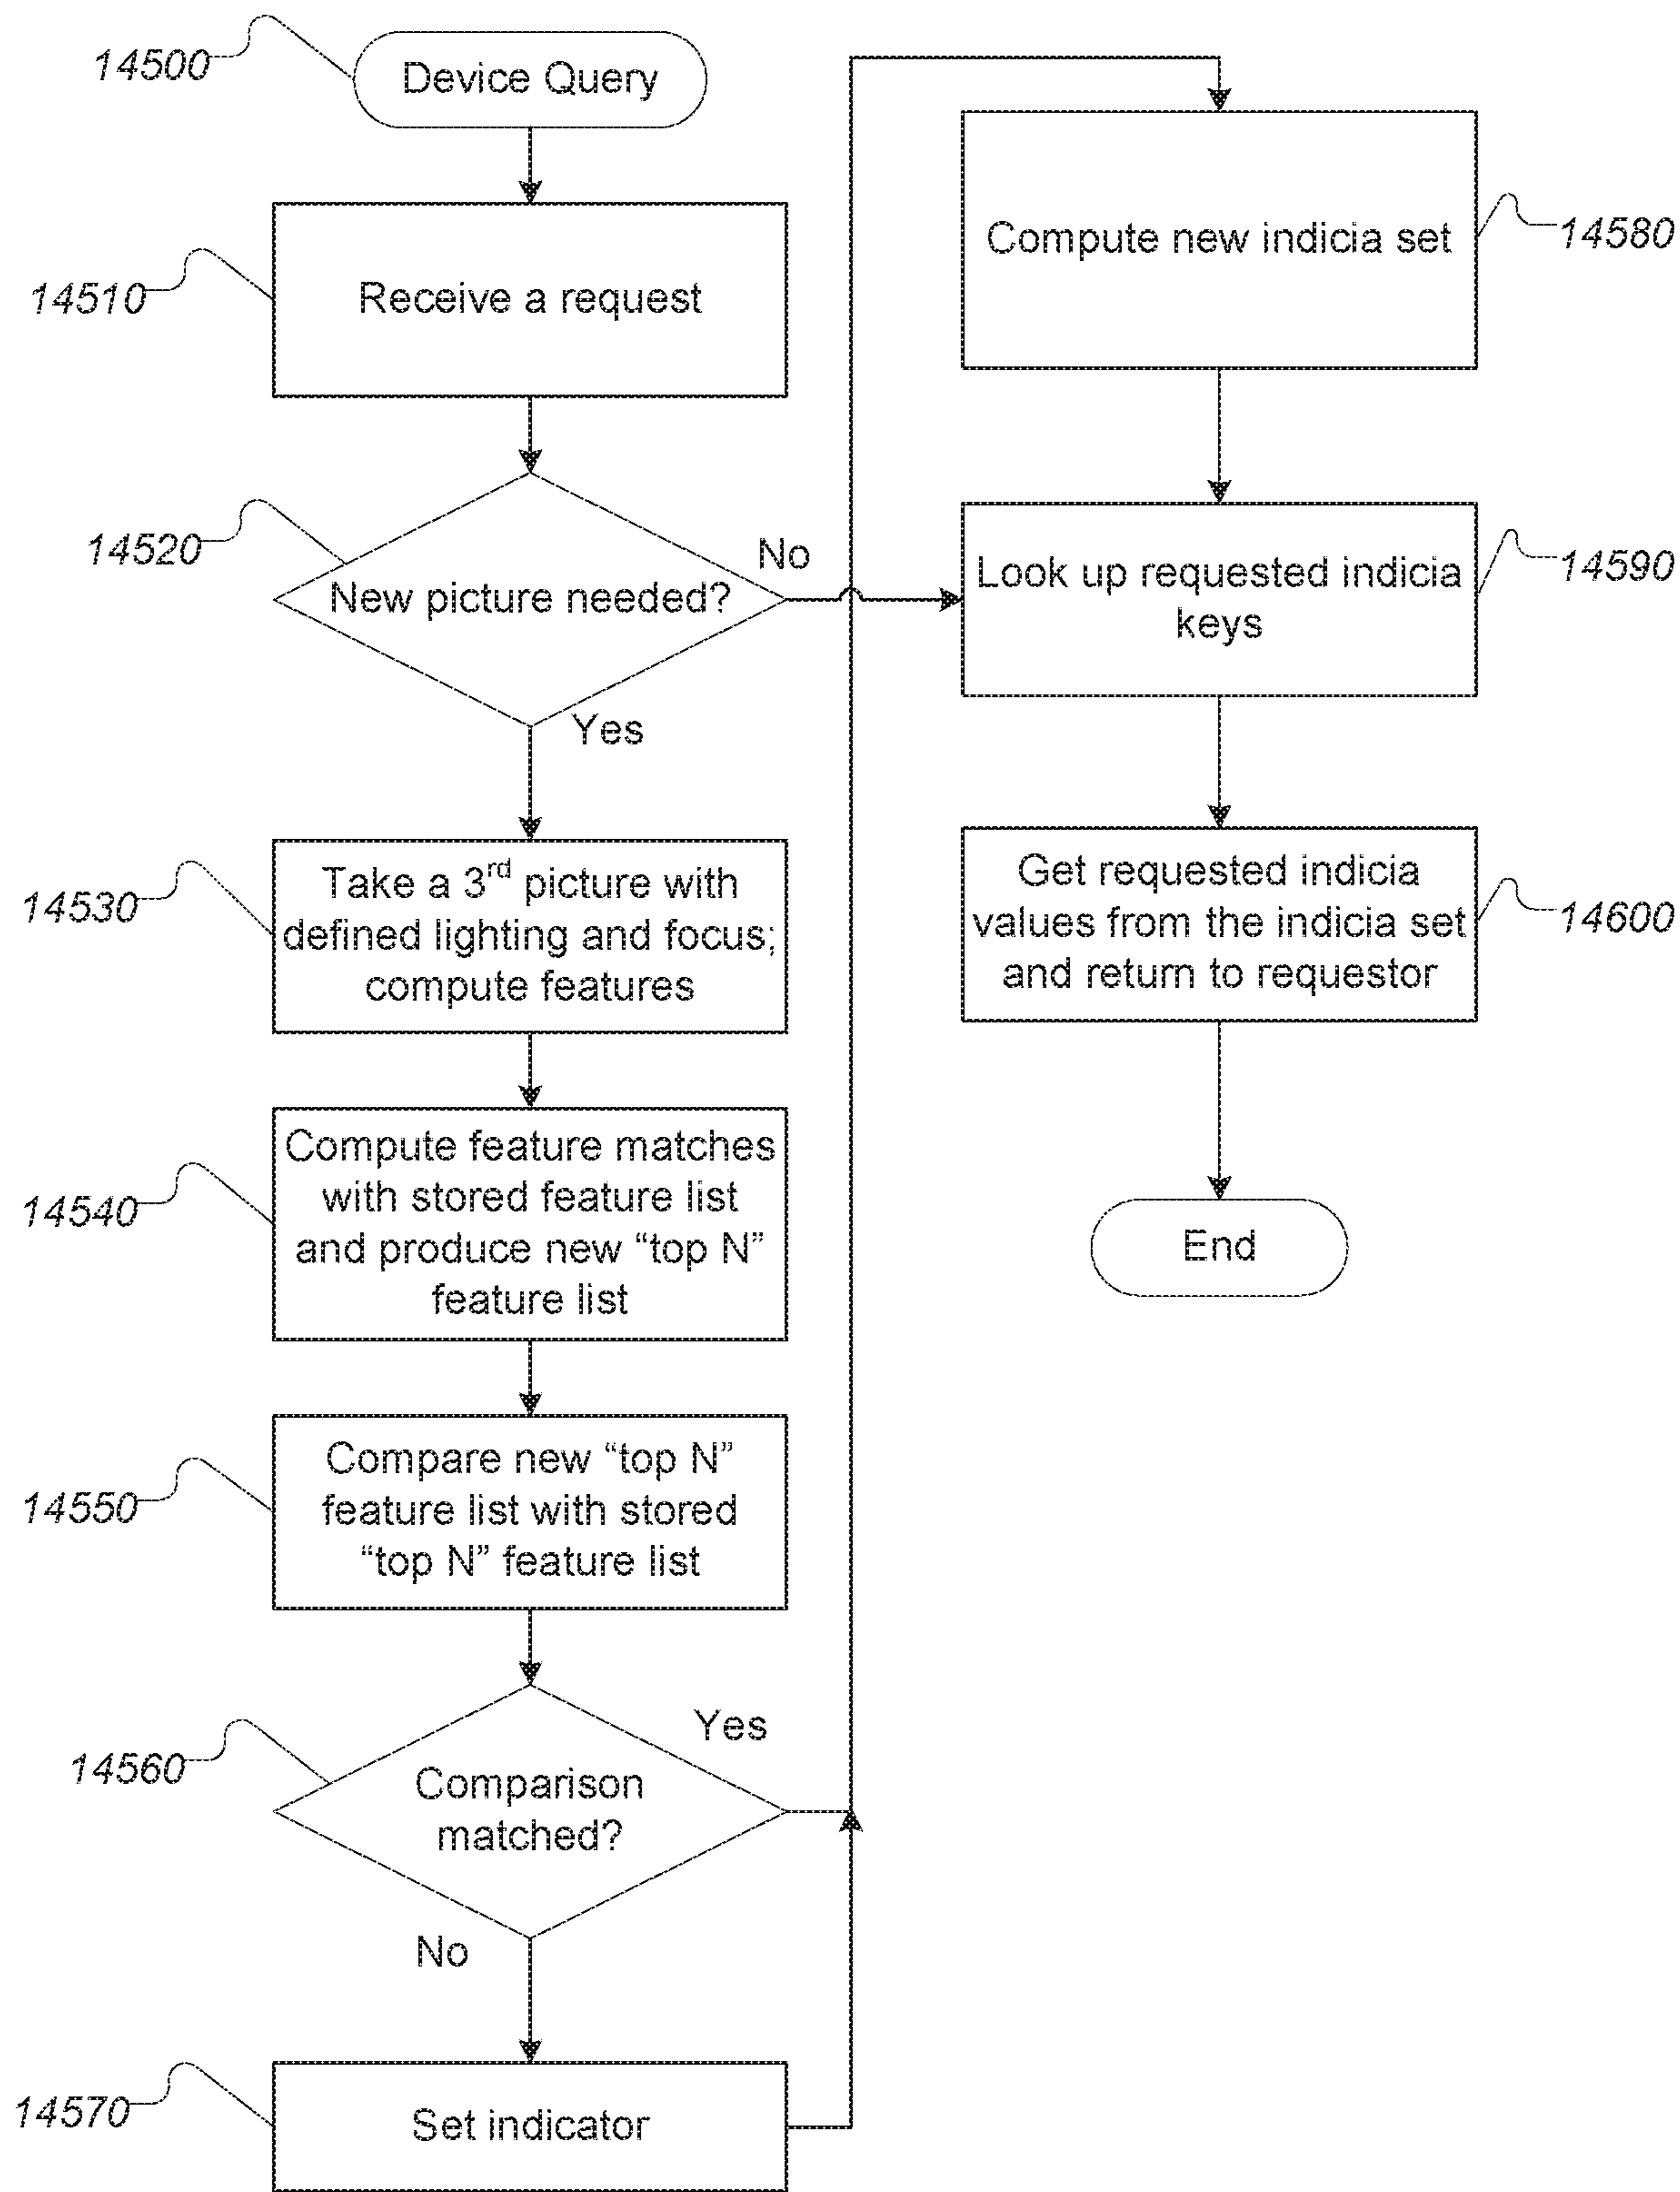 14500
Device Query
14510
Receive a request
14520
New picture needed?
No
Yes
14530
Take a 3rd picture with
defined lighting and focus;
compute features
14540
Compute feature matches
with stored feature list
and produce new “top N”
feature list
14550
Compare new “top N”
feature list with stored
“top N” feature list
14560
Comparison
matched?
Yes
No
14570
Set indicator
Compute new indicia set
14580
Look up requested indicia
keys
14590
Get requested indicia
values from the indicia set
and return to requestor
14600
End